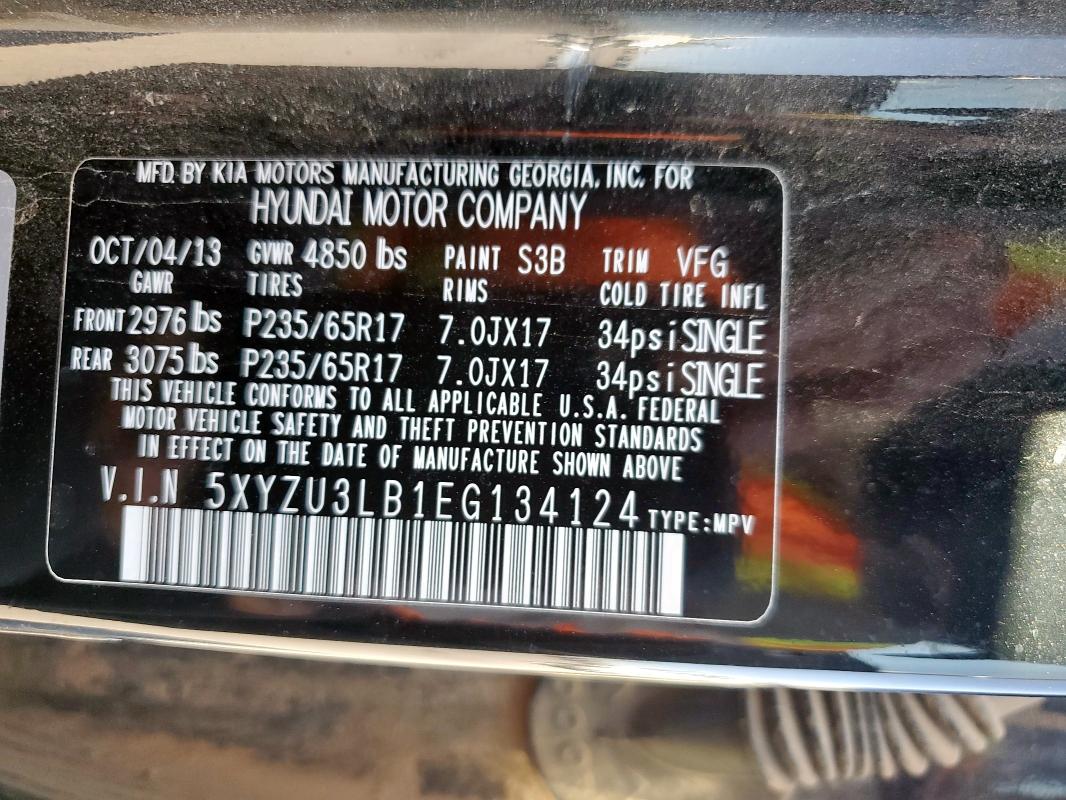 MFD. BY KIA MOTORS MANUFACTURING GEORGIA, INC. FOR
HYUNDAI MOTOR COMPANY
OCT/04/13 GVWR 4850 lbs PAINT S3B TRIM VFG
GAWR TIRES RIMS COLD TIRE INFL
FRONT 2976 lbs P235/65R17 7.0JX17 34psi SINGLE
REAR 3075 lbs P235/65R17 7.0JX17 34psi SINGLE
THIS VEHICLE CONFORMS TO ALL APPLICABLE U.S.A. FEDERAL
MOTOR VEHICLE SAFETY AND THEFT PREVENTION STANDARDS
IN EFFECT ON THE DATE OF MANUFACTURE SHOWN ABOVE
V.I.N 5XYZU3LB1EG134124 TYPE:MPV